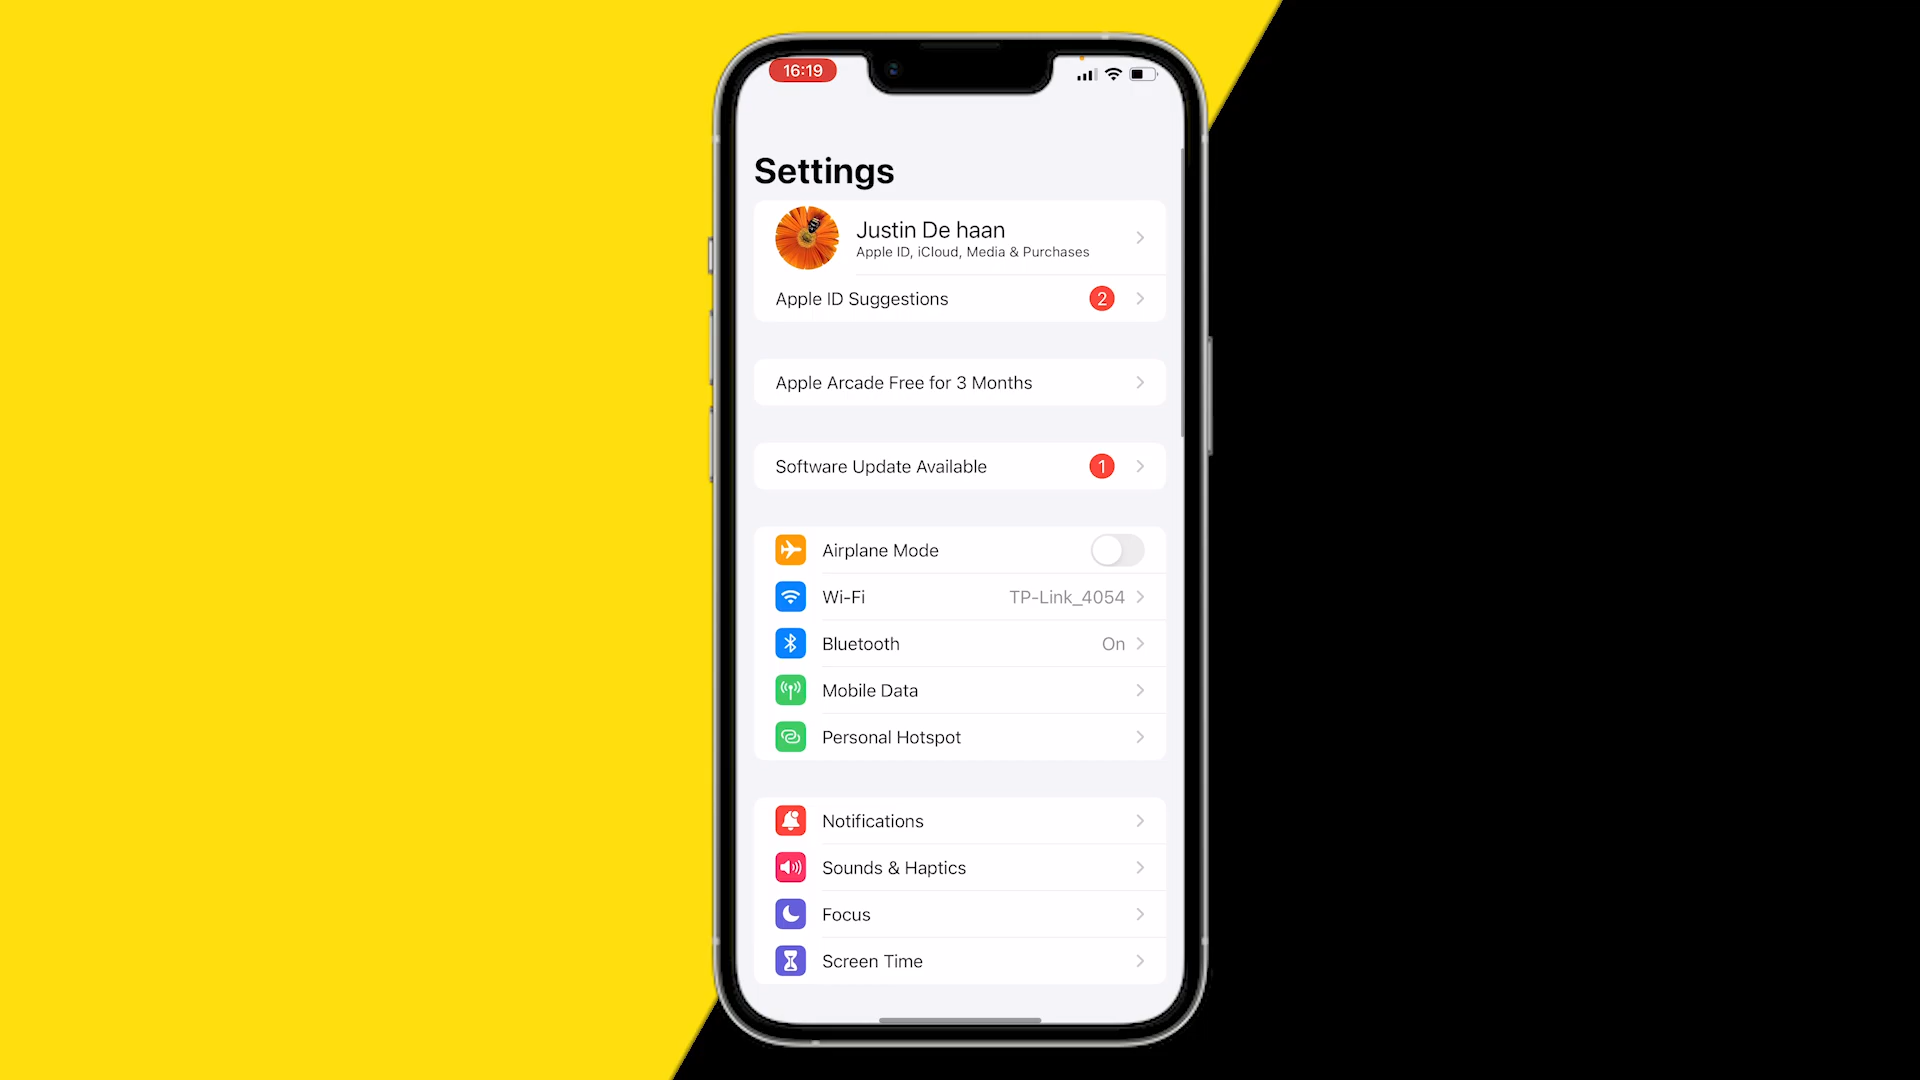 16:19
Settings
Justin De haan
Apple ID, iCloud, Media & Purchases
Apple ID Suggestions 2
Apple Arcade Free for 3 Months
Software Update Available 1
Airplane Mode
Wi-Fi TP-Link_4054
Bluetooth On
Mobile Data
Personal Hotspot
Notifications
Sounds & Haptics
Focus
Screen Time